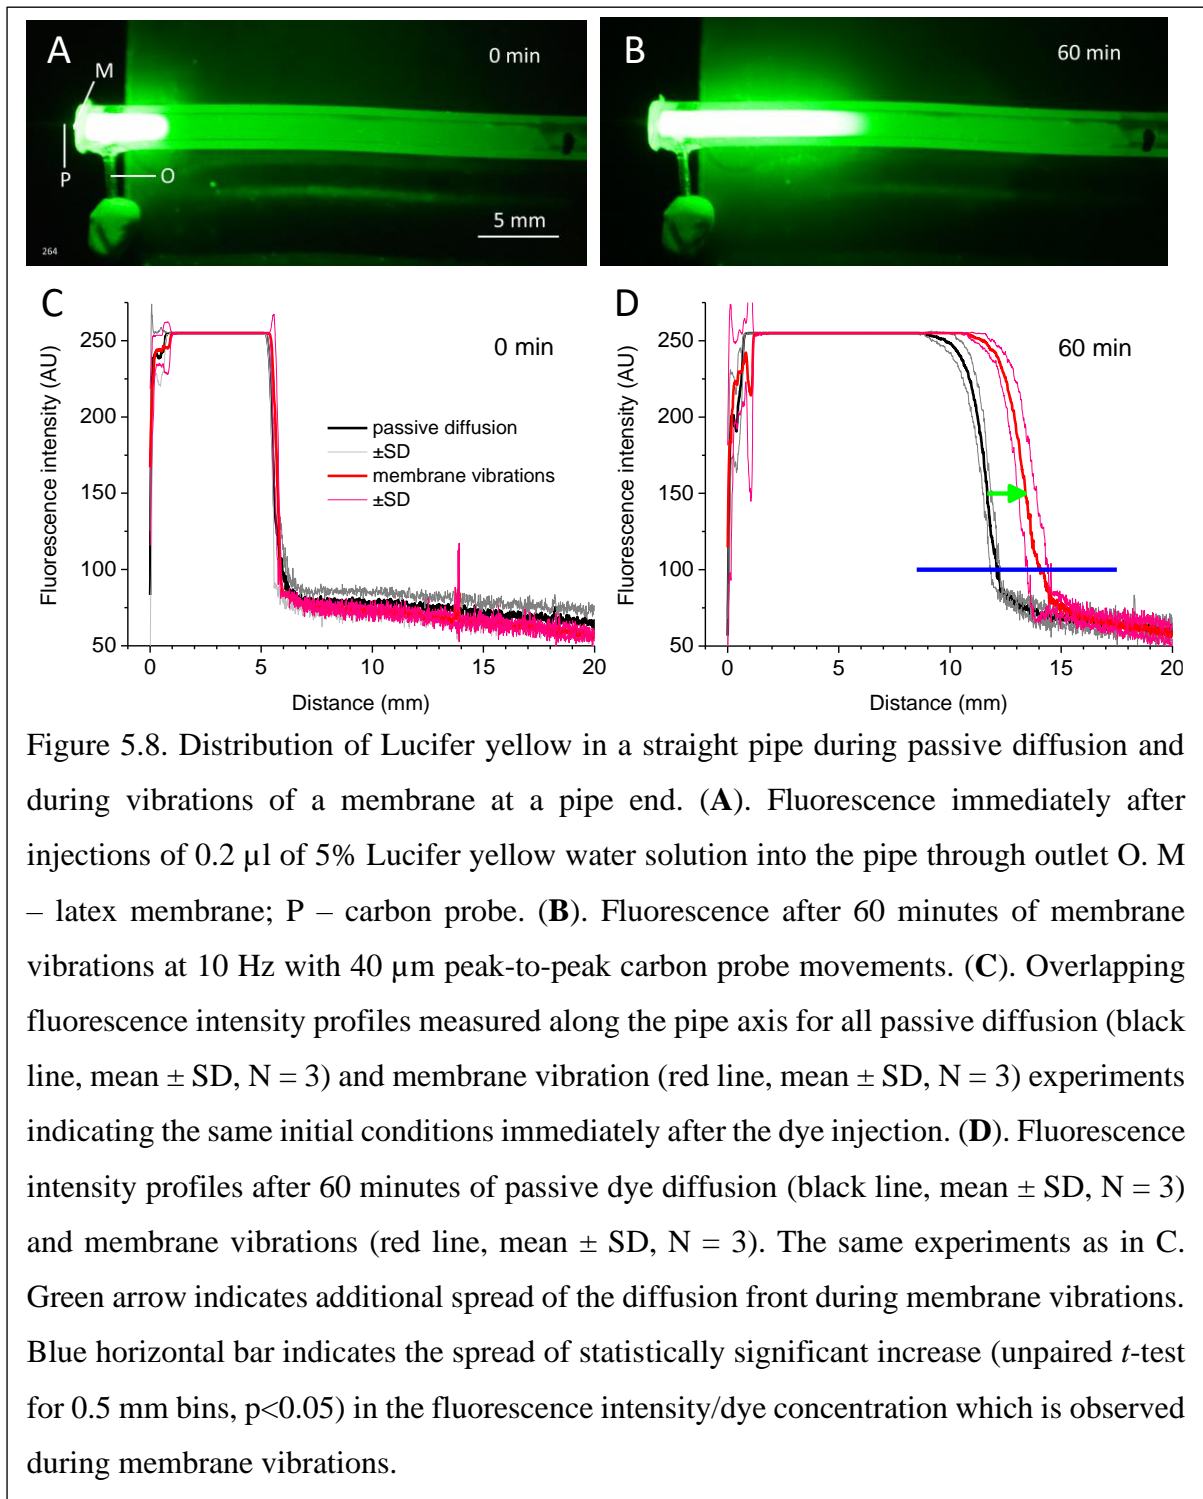 A
0 min
M
P
O
5 mm
264
B
60 min
C
0 min
250
200
150
100
50
Fluorescence intensity (AU)
passive diffusion
±SD
membrane vibrations
±SD
0 5 10 15 20
Distance (mm)
D
60 min
250
200
150
100
50
Fluorescence intensity (AU)
0 5 10 15 20
Distance (mm)
Figure 5.8. Distribution of Lucifer yellow in a straight pipe during passive diffusion and
during vibrations of a membrane at a pipe end. (A). Fluorescence immediately after
injections of 0.2 µl of 5% Lucifer yellow water solution into the pipe through outlet O. M
– latex membrane; P – carbon probe. (B). Fluorescence after 60 minutes of membrane
vibrations at 10 Hz with 40 µm peak-to-peak carbon probe movements. (C). Overlapping
fluorescence intensity profiles measured along the pipe axis for all passive diffusion (black
line, mean ± SD, N = 3) and membrane vibration (red line, mean ± SD, N = 3) experiments
indicating the same initial conditions immediately after the dye injection. (D). Fluorescence
intensity profiles after 60 minutes of passive dye diffusion (black line, mean ± SD, N = 3)
and membrane vibrations (red line, mean ± SD, N = 3). The same experiments as in C.
Green arrow indicates additional spread of the diffusion front during membrane vibrations.
Blue horizontal bar indicates the spread of statistically significant increase (unpaired t-test
for 0.5 mm bins, p<0.05) in the fluorescence intensity/dye concentration which is observed
during membrane vibrations.